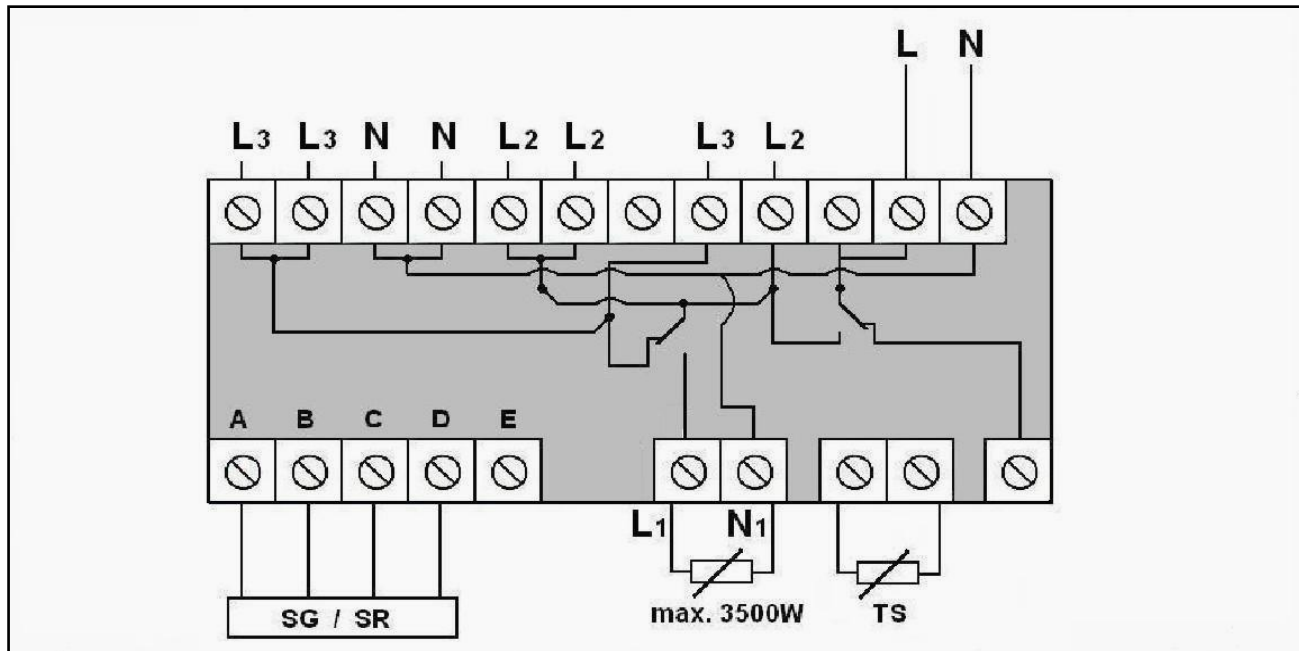 L N
L3 L3 N N L2 L2 L3 L2
A B C D E
L1 N1
SG / SR
max. 3500W
TS